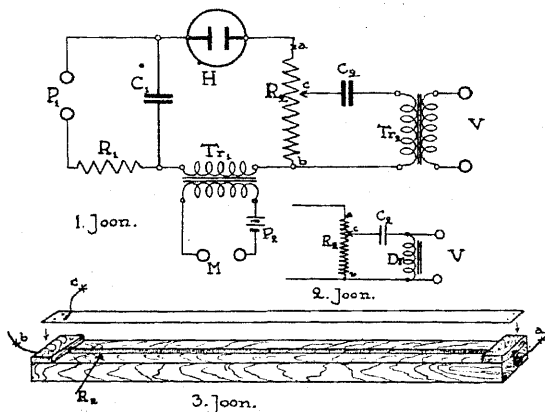 P₁
C₁
H
a
R₂
c
C₂
Tr₂
V
R₁
Tr₁
b
1. Joon.
M
P₂
a
R₂
c
C₂
Dr
V
2. Joon.
c
b
a
R₂
3. Joon.